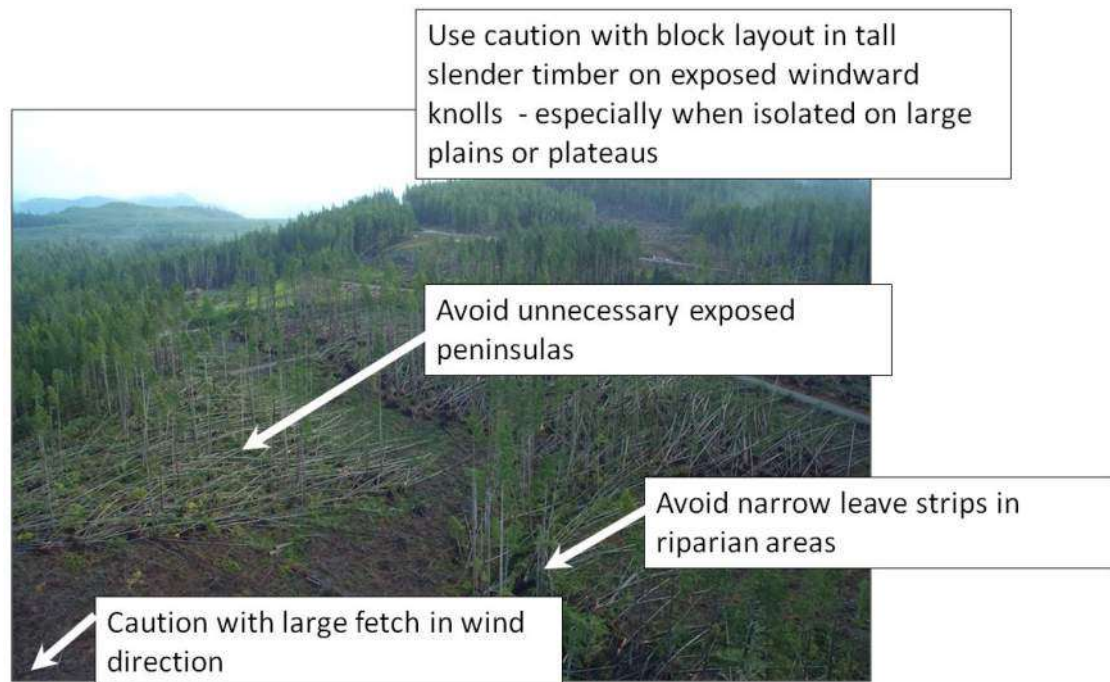 Use caution with block layout in tall
slender timber on exposed windward
knolls  - especially when isolated on large
plains or plateaus
Avoid unnecessary exposed
peninsulas
Avoid narrow leave strips in
riparian areas
Caution with large fetch in wind
direction